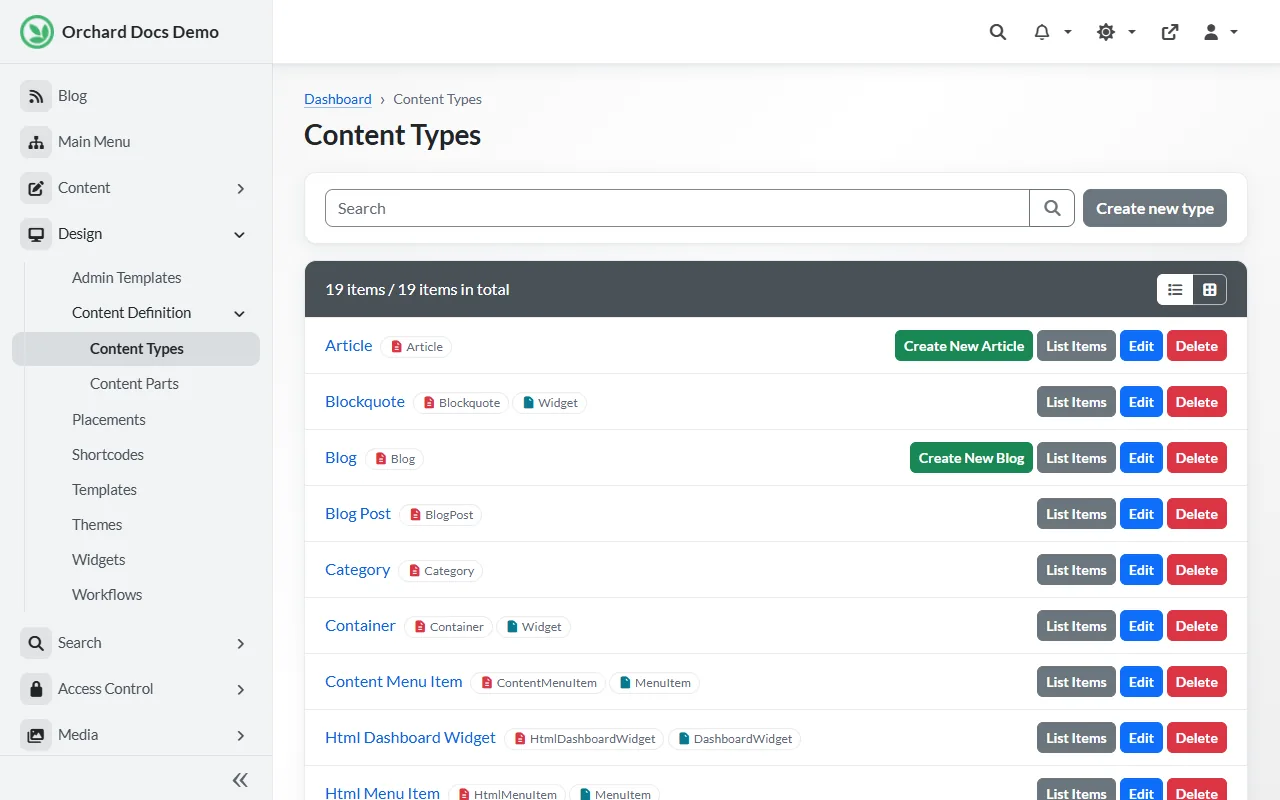 Orchard Docs Demo
Blog
Main Menu
Content
Design
Admin Templates
Content Definition
Content Types
Content Parts
Placements
Shortcodes
Templates
Themes
Widgets
Workflows
Search
Access Control
Media
Dashboard › Content Types
Content Types
Search
Create new type
19 items / 19 items in total
Article Article Create New Article List Items Edit Delete
Blockquote Blockquote Widget List Items Edit Delete
Blog Blog Create New Blog List Items Edit Delete
Blog Post BlogPost List Items Edit Delete
Category Category List Items Edit Delete
Container Container Widget List Items Edit Delete
Content Menu Item ContentMenuItem MenuItem List Items Edit Delete
Html Dashboard Widget HtmlDashboardWidget DashboardWidget List Items Edit Delete
Html Menu Item HtmlMenuItem MenuItem List Items Edit Delete